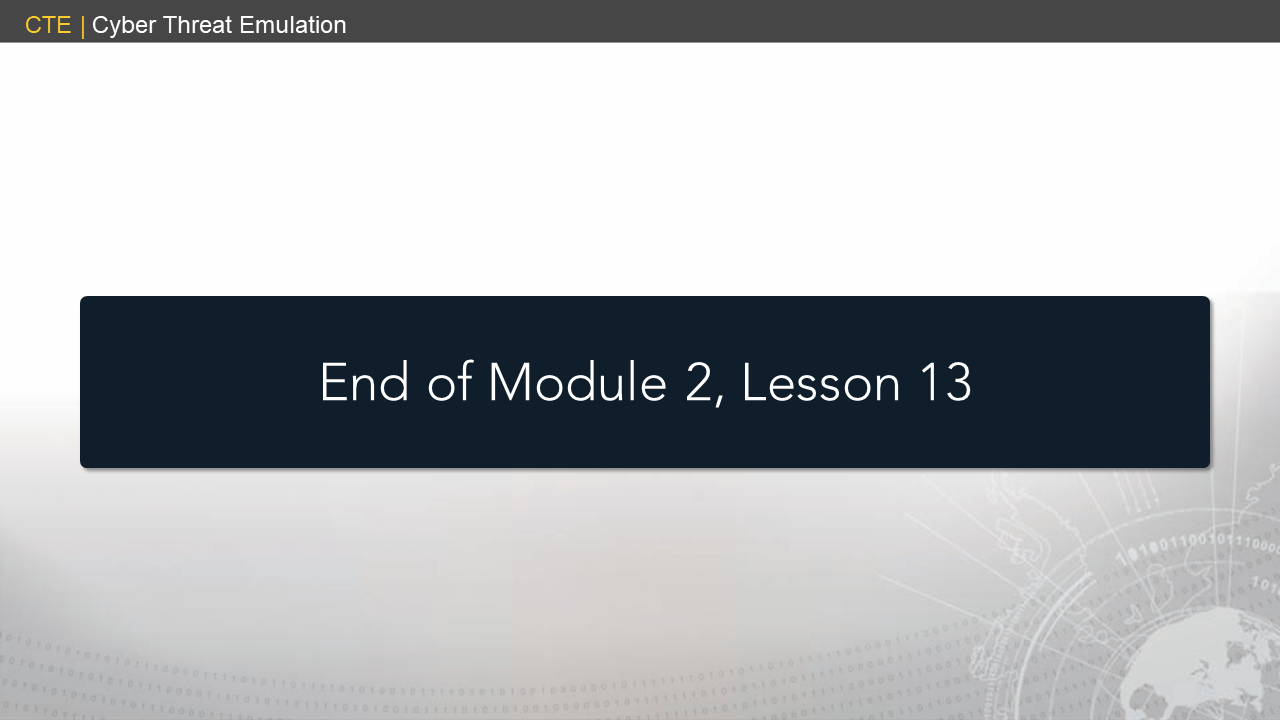 CTE | Cyber Threat Emulation
End of Module 2, Lesson 13